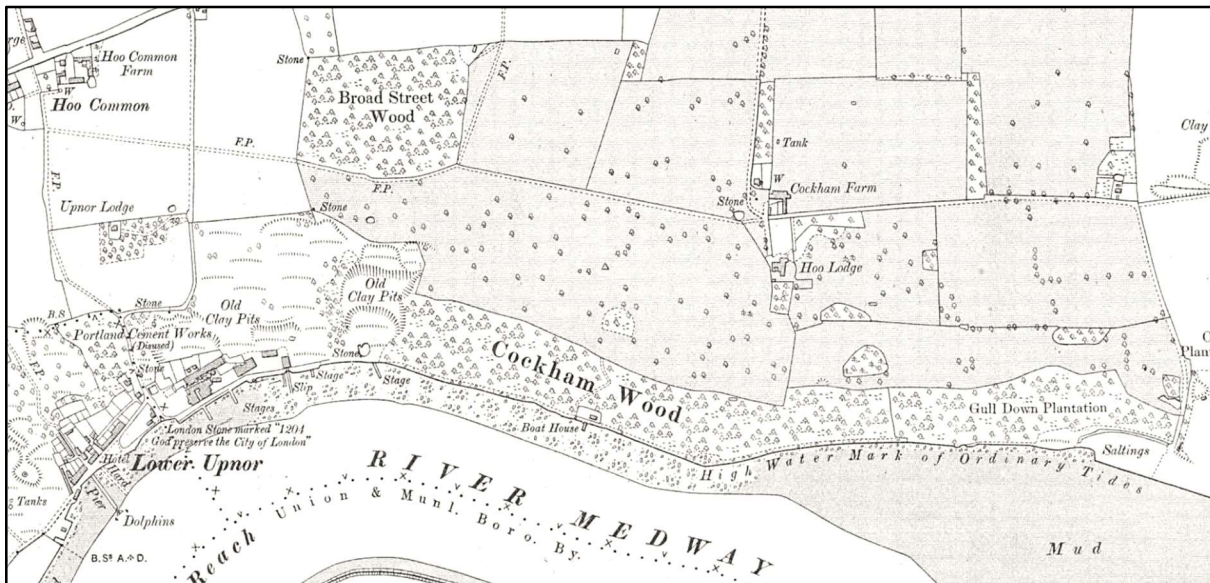 Hoo Common
Farm
W
Hoo Common
W.
Stone
Broad Street
Wood
F.P.
F.P.
F.P.
F.P.
Tank
W
Cockham Farm
Stone
Clay
Upnor Lodge
Stone
Hoo Lodge
Old
Clay Pits
Old
Clay Pits
Stone
B.S.
Portland Cement Works
(Disused)
Stone
F.P.
Stone
Stage
Slip
Stage
Stages
Cockham Wood
Boat House
Gull Down Plantation
Saltings
London Stone marked "1204
God preserve the City of London"
Hotel
Lower Upnor
Hard
Pier
Tanks
Dolphins
High Water Mark of Ordinary Tides
RIVER MEDWAY
Union & Munl. Boro. By.
Reach
Mud
B.Ss A.&D.